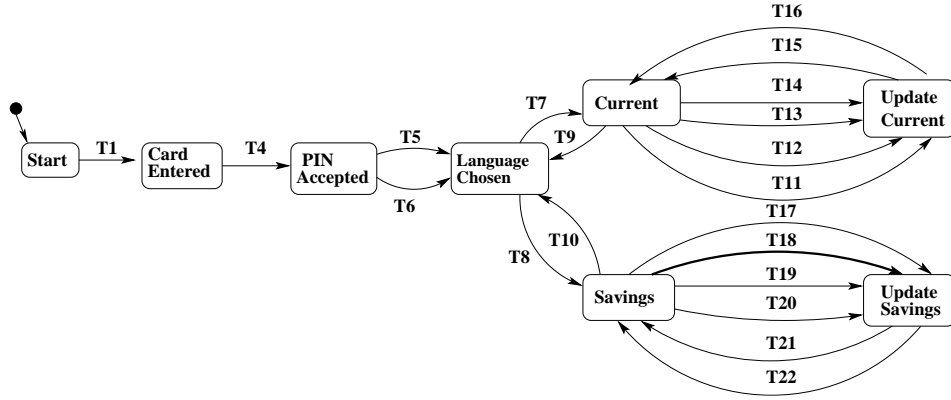 T16
T15
T14
T13
T12
T11
T7
T9
Current
Update
Current
Start
T1
Card
Entered
T4
PIN
Accepted
T5
T6
Language
Chosen
T8
T10
T17
T18
T19
T20
T21
T22
Savings
Update
Savings